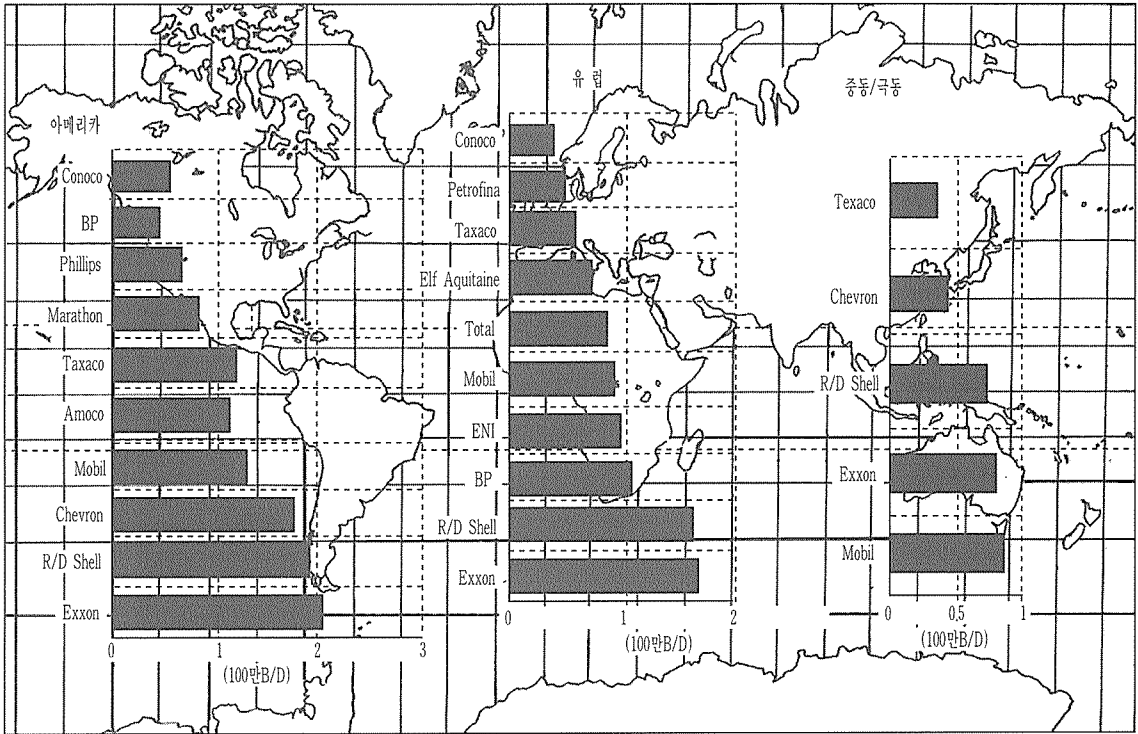 아메리카
Conoco
BP
Phillips
Marathon
Taxaco
Amoco
Mobil
Chevron
R/D Shell
Exxon
0 1 2 3
(100만B/D)
유 럽
Conoco
Petrofina
Taxaco
Elf Aquitaine
Total
Mobil
ENI
BP
R/D Shell
Exxon
0 1 2
(100만B/D)
중동/극동
Texaco
Chevron
R/D Shell
Exxon
Mobil
0 0.5 1
(100만B/D)